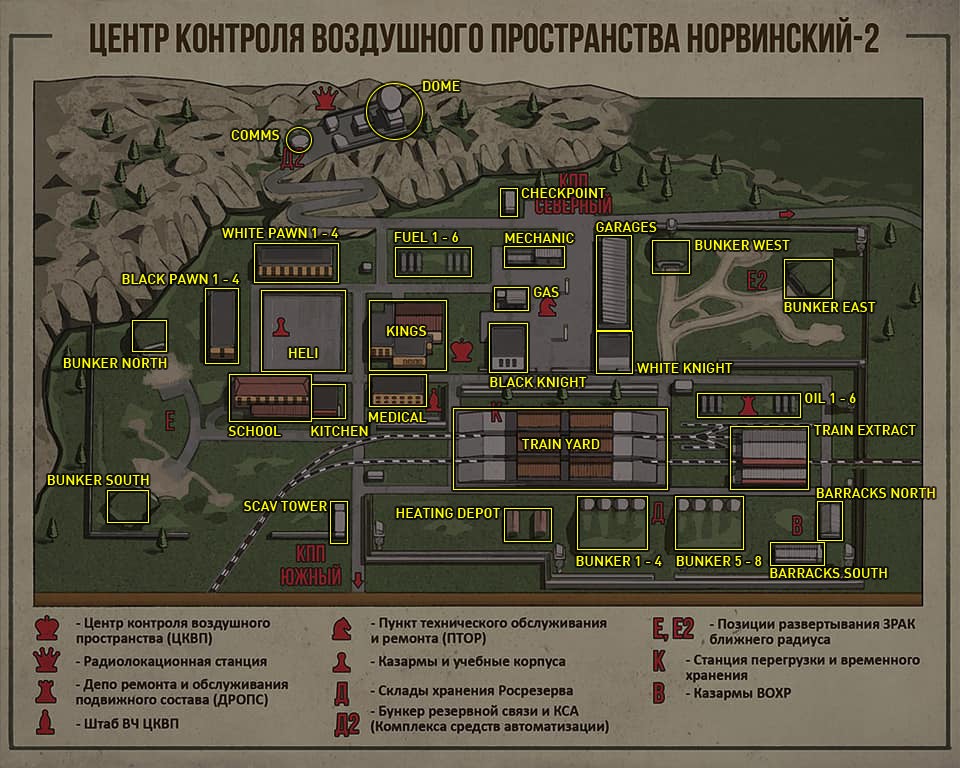 ЦЕНТР КОНТРОЛЯ ВОЗДУШНОГО ПРОСТРАНСТВА НОРВИНСКИЙ-2
DOME
COMMS
Д2
КПП
CHECKPOINT
СЕВЕРНЫЙ
WHITE PAWN 1 - 4
FUEL 1 - 6
MECHANIC
GARAGES
BUNKER WEST
BLACK PAWN 1 - 4
GAS
E2
BUNKER EAST
KINGS
HELI
BUNKER NORTH
WHITE KNIGHT
BLACK KNIGHT
MEDICAL
K
OIL 1 - 6
E
SCHOOL
KITCHEN
TRAIN YARD
TRAIN EXTRACT
BUNKER SOUTH
BARRACKS NORTH
SCAV TOWER
HEATING DEPOT
Д
В
КПП
ЮЖНЫЙ
BUNKER 1 - 4
BUNKER 5 - 8
BARRACKS SOUTH
- Центр контроля воздушного
пространства (ЦКВП)
- Радиолокационная станция
- Депо ремонта и обслуживания
подвижного состава (ДРОПС)
- Штаб ВЧ ЦКВП
- Пункт технического обслуживания
и ремонта (ПТОР)
- Казармы и учебные корпуса
Д - Склады хранения Росрезерва
Д2 - Бункер резервной связи и КСА
(Комплекса средств автоматизации)
Е, Е2 - Позиции развертывания ЗРАК
ближнего радиуса
К - Станция перегрузки и временного
хранения
В - Казармы ВОХР